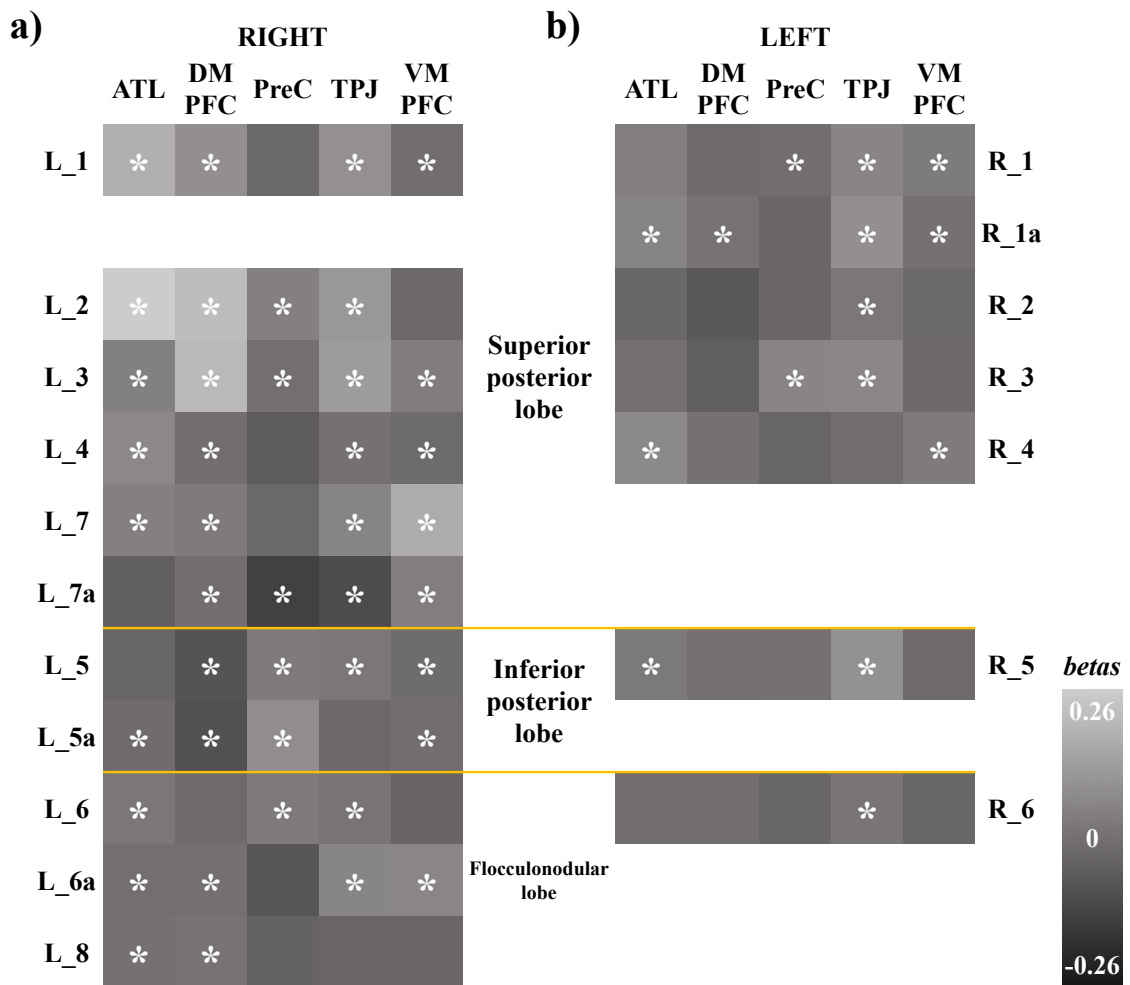 a)
RIGHT
ATL DM PFC PreC TPJ VM PFC
L_1 * * * *
L_2 * * * *
L_3 * * * * *
L_4 * * * *
L_7 * * * *
L_7a * * * *
L_5 * * * *
L_5a * * * *
L_6 * * *
L_6a * * * *
L_8 * *
Superior
posterior
lobe
Inferior
posterior
lobe
Flocculonodular
lobe
b)
LEFT
ATL DM PFC PreC TPJ VM PFC
* * * R_1
* * * * R_1a
* R_2
* * R_3
* * R_4
* * R_5
* R_6
betas
0.26
0
-0.26